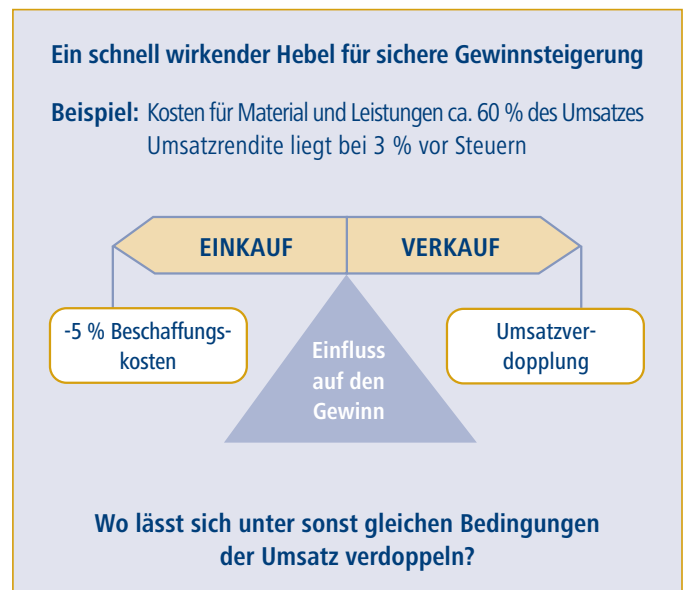 Ein schnell wirkender Hebel für sichere Gewinnsteigerung
Beispiel: Kosten für Material und Leistungen ca. 60 % des Umsatzes
Umsatzrendite liegt bei 3 % vor Steuern
EINKAUF
VERKAUF
-5 % Beschaffungs-
kosten
Einfluss
auf den
Gewinn
Umsatzver-
dopplung
Wo lässt sich unter sonst gleichen Bedingungen
der Umsatz verdoppeln?